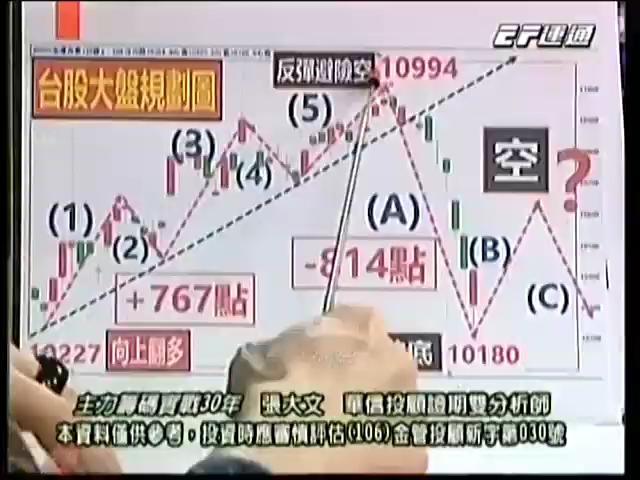 EF建通
台股大盤規劃圖
反彈避險空 10994
(5)
(3)
(4)
空?
(1)
(2)
(A)
(B)
(C)
-814點
+767點
10227 向上翻多
底 10180
主力籌碼實戰30年 張大文 華信投顧證期雙分析師
本資料僅供參考,投資時應審慎評估(106)金管投顧新字第030號